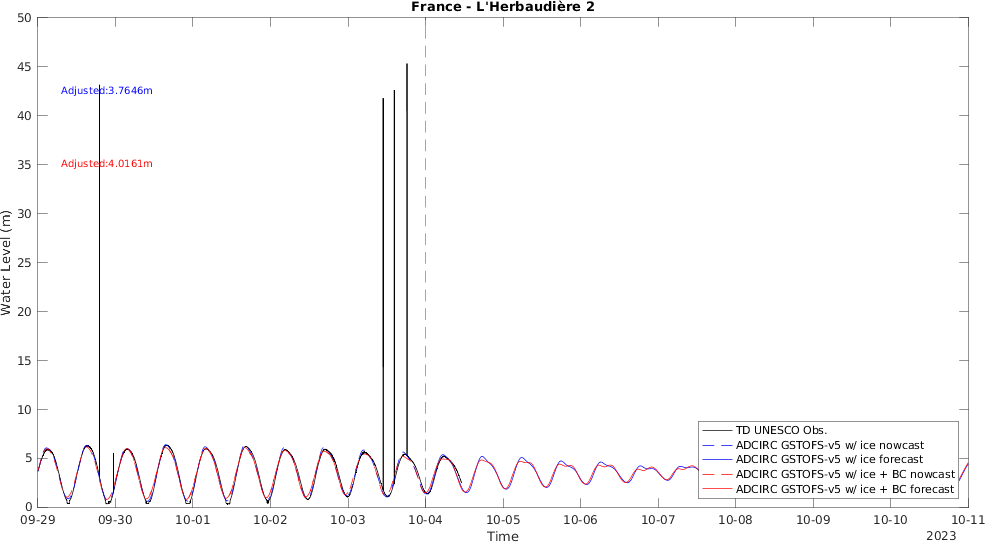 France - L'Herbaudière 2
Water Level (m)
50
45
40
35
30
25
20
15
10
5
0
Adjusted:3.7646m
Adjusted:4.0161m
TD UNESCO Obs.
ADCIRC GSTOFS-v5 w/ ice nowcast
ADCIRC GSTOFS-v5 w/ ice forecast
ADCIRC GSTOFS-v5 w/ ice + BC nowcast
ADCIRC GSTOFS-v5 w/ ice + BC forecast
09-29 09-30 10-01 10-02 10-03 10-04 10-05 10-06 10-07 10-08 10-09 10-10 10-11
Time
2023